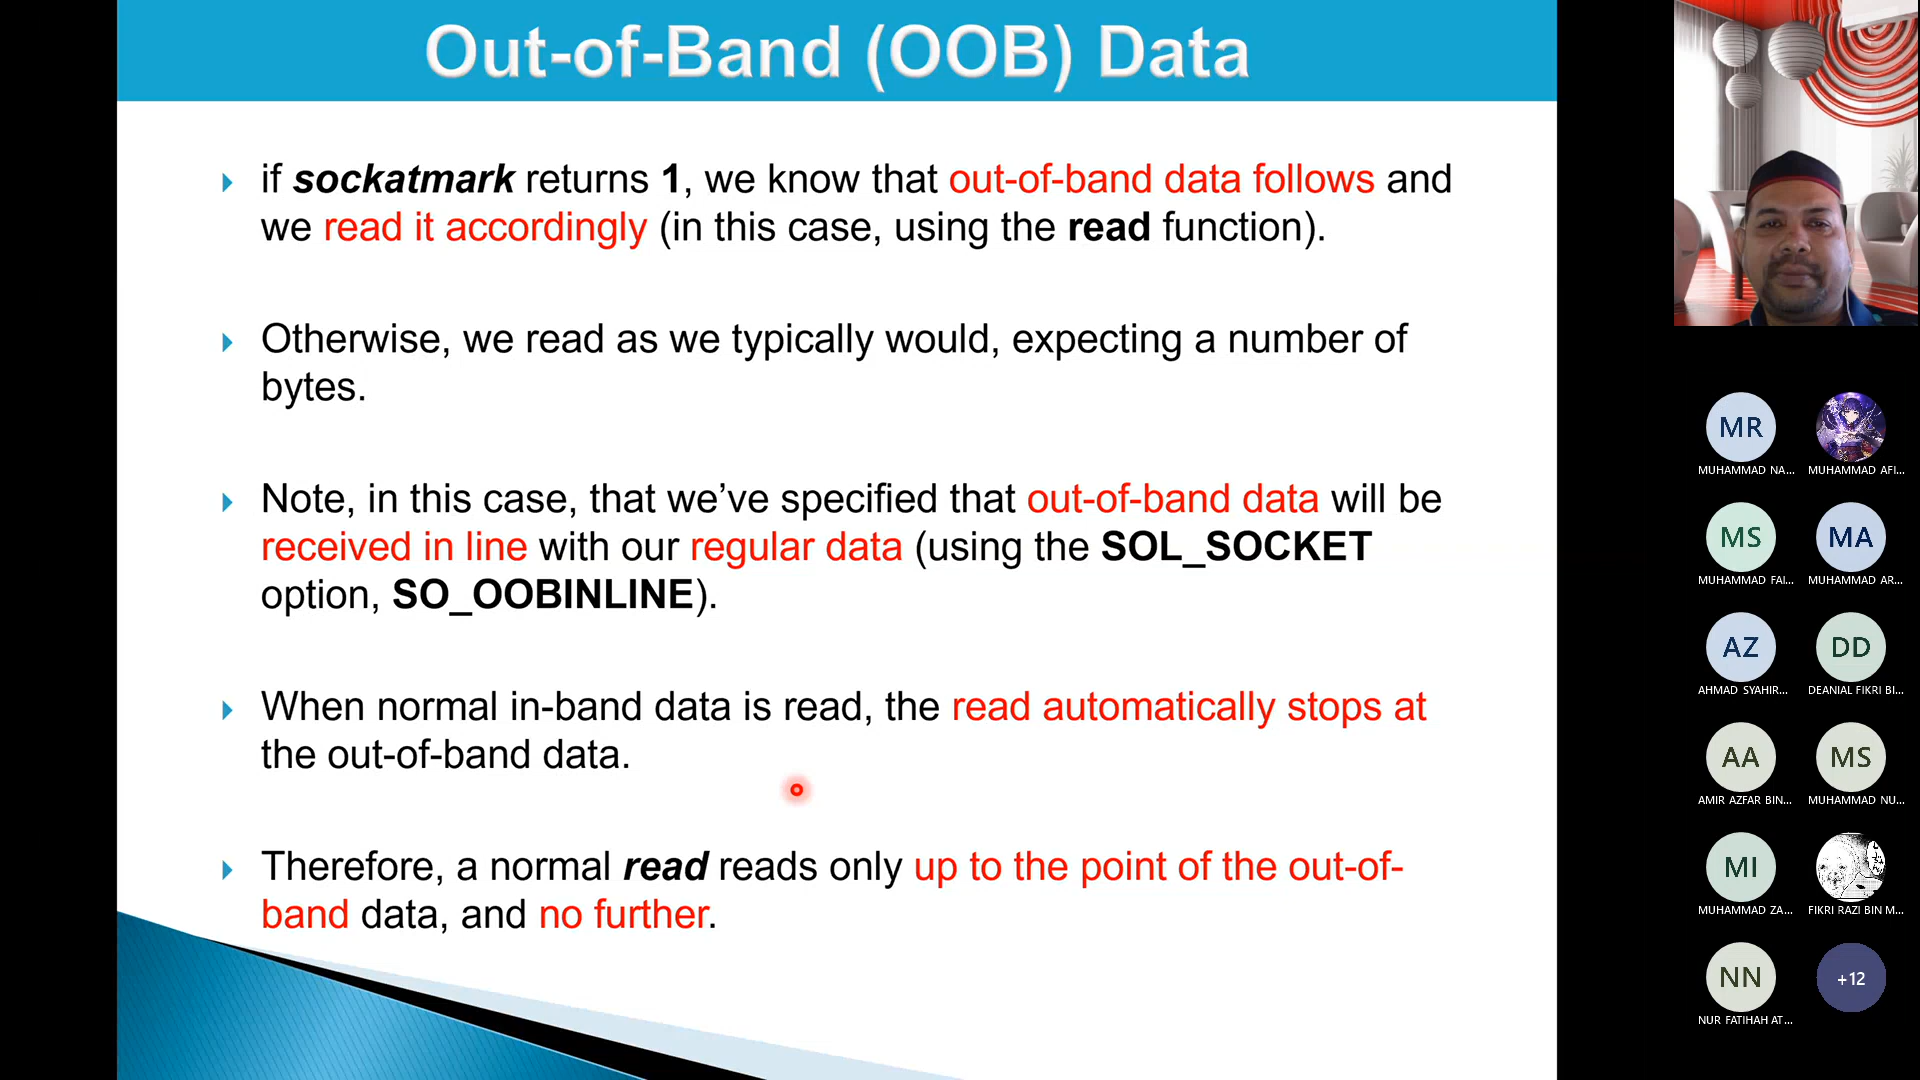 Out-of-Band (OOB) Data
if sockatmark returns 1, we know that out-of-band data follows and
we read it accordingly (in this case, using the read function).
Otherwise, we read as we typically would, expecting a number of
bytes.
Note, in this case, that we’ve specified that out-of-band data will be
received in line with our regular data (using the SOL_SOCKET
option, SO_OOBINLINE).
When normal in-band data is read, the read automatically stops at
the out-of-band data.
Therefore, a normal read reads only up to the point of the out-of-
band data, and no further.
MR
MUHAMMAD NA...
MUHAMMAD AFI...
MS
MUHAMMAD FAI...
MA
MUHAMMAD AR...
AZ
AHMAD SYAHIR...
DD
DEANIAL FIKRI BI...
AA
AMIR AZFAR BIN...
MS
MUHAMMAD NU...
MI
MUHAMMAD ZA...
FIKRI RAZI BIN M...
NN
NUR FATIHAH AT...
+12